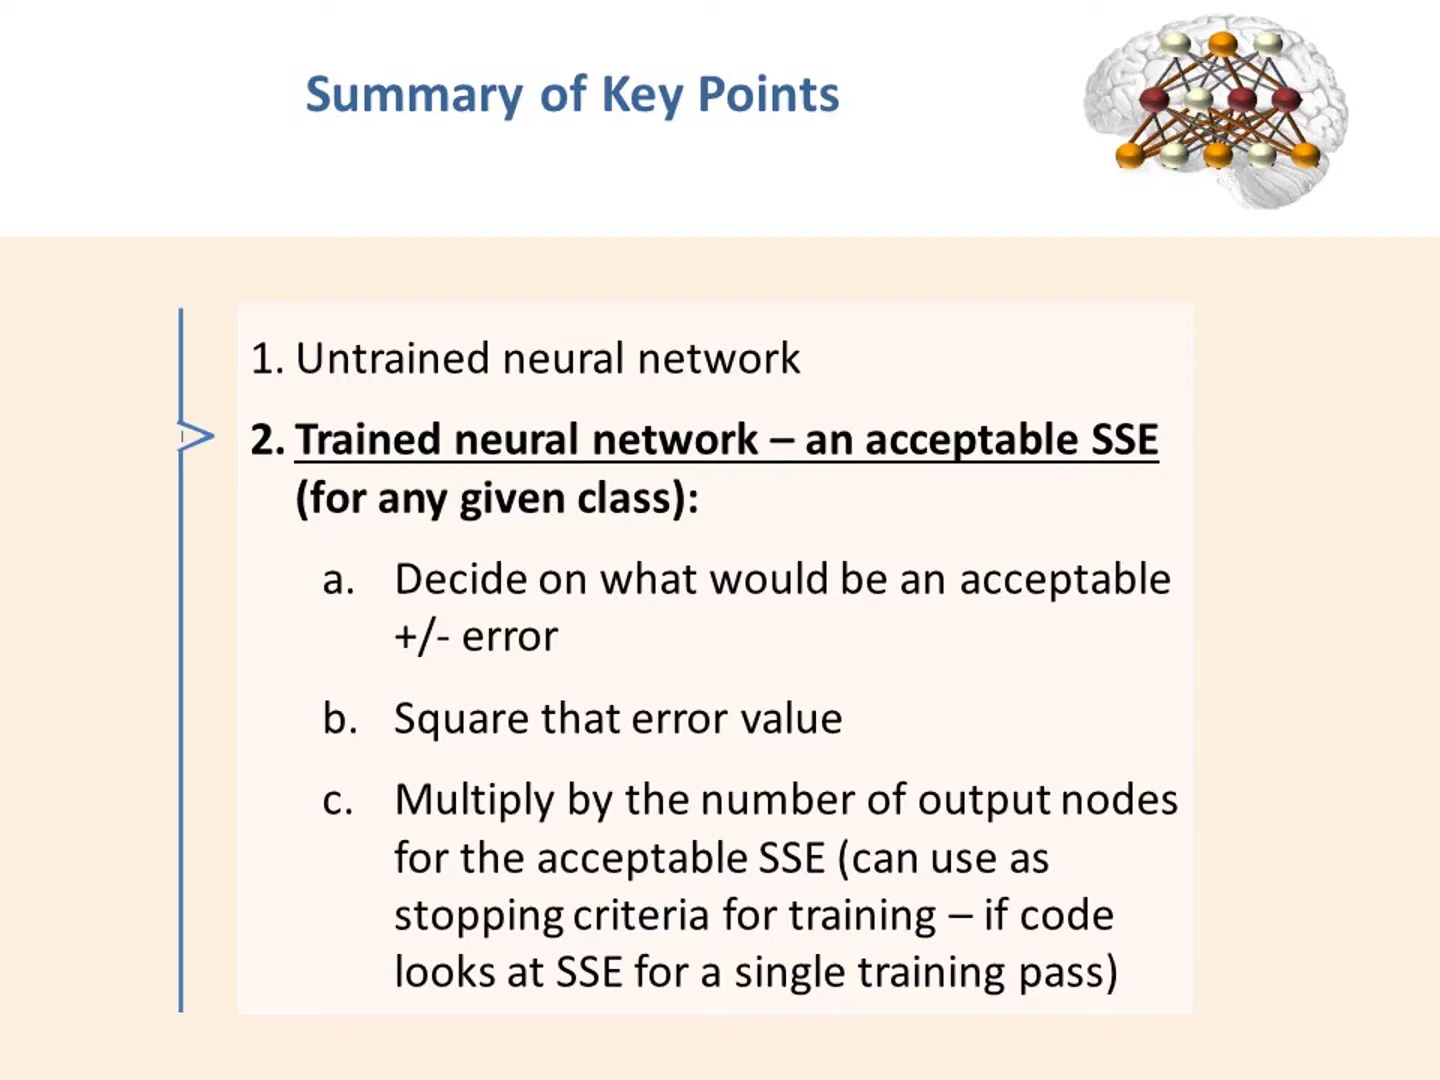 Summary of Key Points
1. Untrained neural network
2. Trained neural network – an acceptable SSE
(for any given class):
a. Decide on what would be an acceptable
+/- error
b. Square that error value
c. Multiply by the number of output nodes
for the acceptable SSE (can use as
stopping criteria for training – if code
looks at SSE for a single training pass)